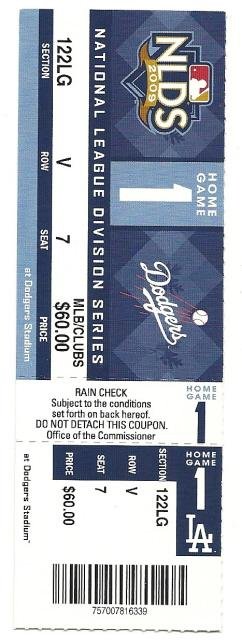 NLDS
2009
HOME
GAME
1
Dodgers
NATIONAL LEAGUE DIVISION SERIES
122LG V 7 MLB/CLUBS $60.00
SECTION ROW SEAT PRICE
at Dodgers Stadium™
RAIN CHECK
Subject to the conditions
set forth on back hereof.
DO NOT DETACH THIS COUPON.
Office of the Commissioner
HOME
GAME
1
HOME
GAME
1
LA
SECTION 122LG
ROW V
SEAT 7
PRICE $60.00
at Dodgers Stadium™
757007816339